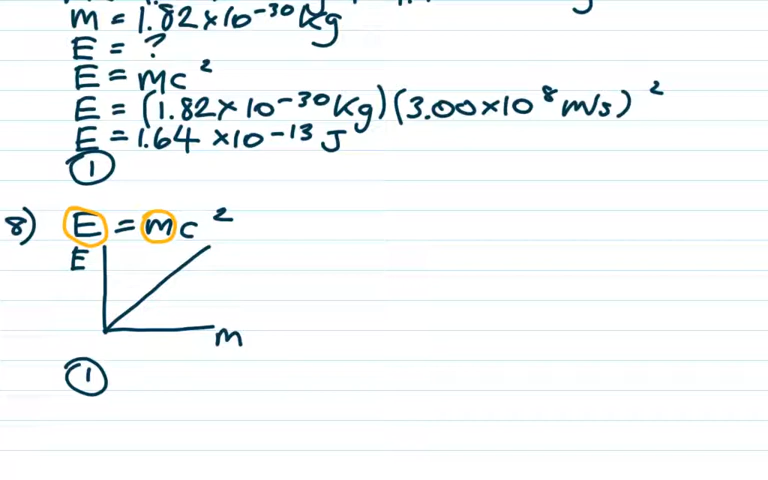 m = 1.82 × 10⁻³⁰ Kg
E = ?
E = mc²
E = (1.82 × 10⁻³⁰ Kg)(3.00 × 10⁸ m/s)²
E = 1.64 × 10⁻¹³ J
①
8) E = mc²
E
m
①